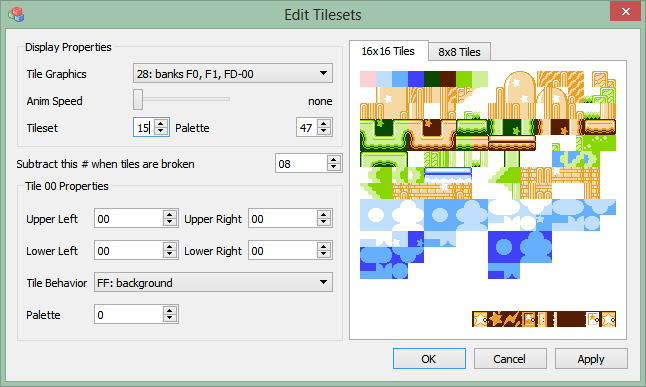 Edit Tilesets
Display Properties
Tile Graphics 28: banks F0, F1, FD-00
Anim Speed none
Tileset 15 Palette 47
Subtract this # when tiles are broken 08
Tile 00 Properties
Upper Left 00 Upper Right 00
Lower Left 00 Lower Right 00
Tile Behavior FF: background
Palette 0
16x16 Tiles 8x8 Tiles
OK Cancel Apply